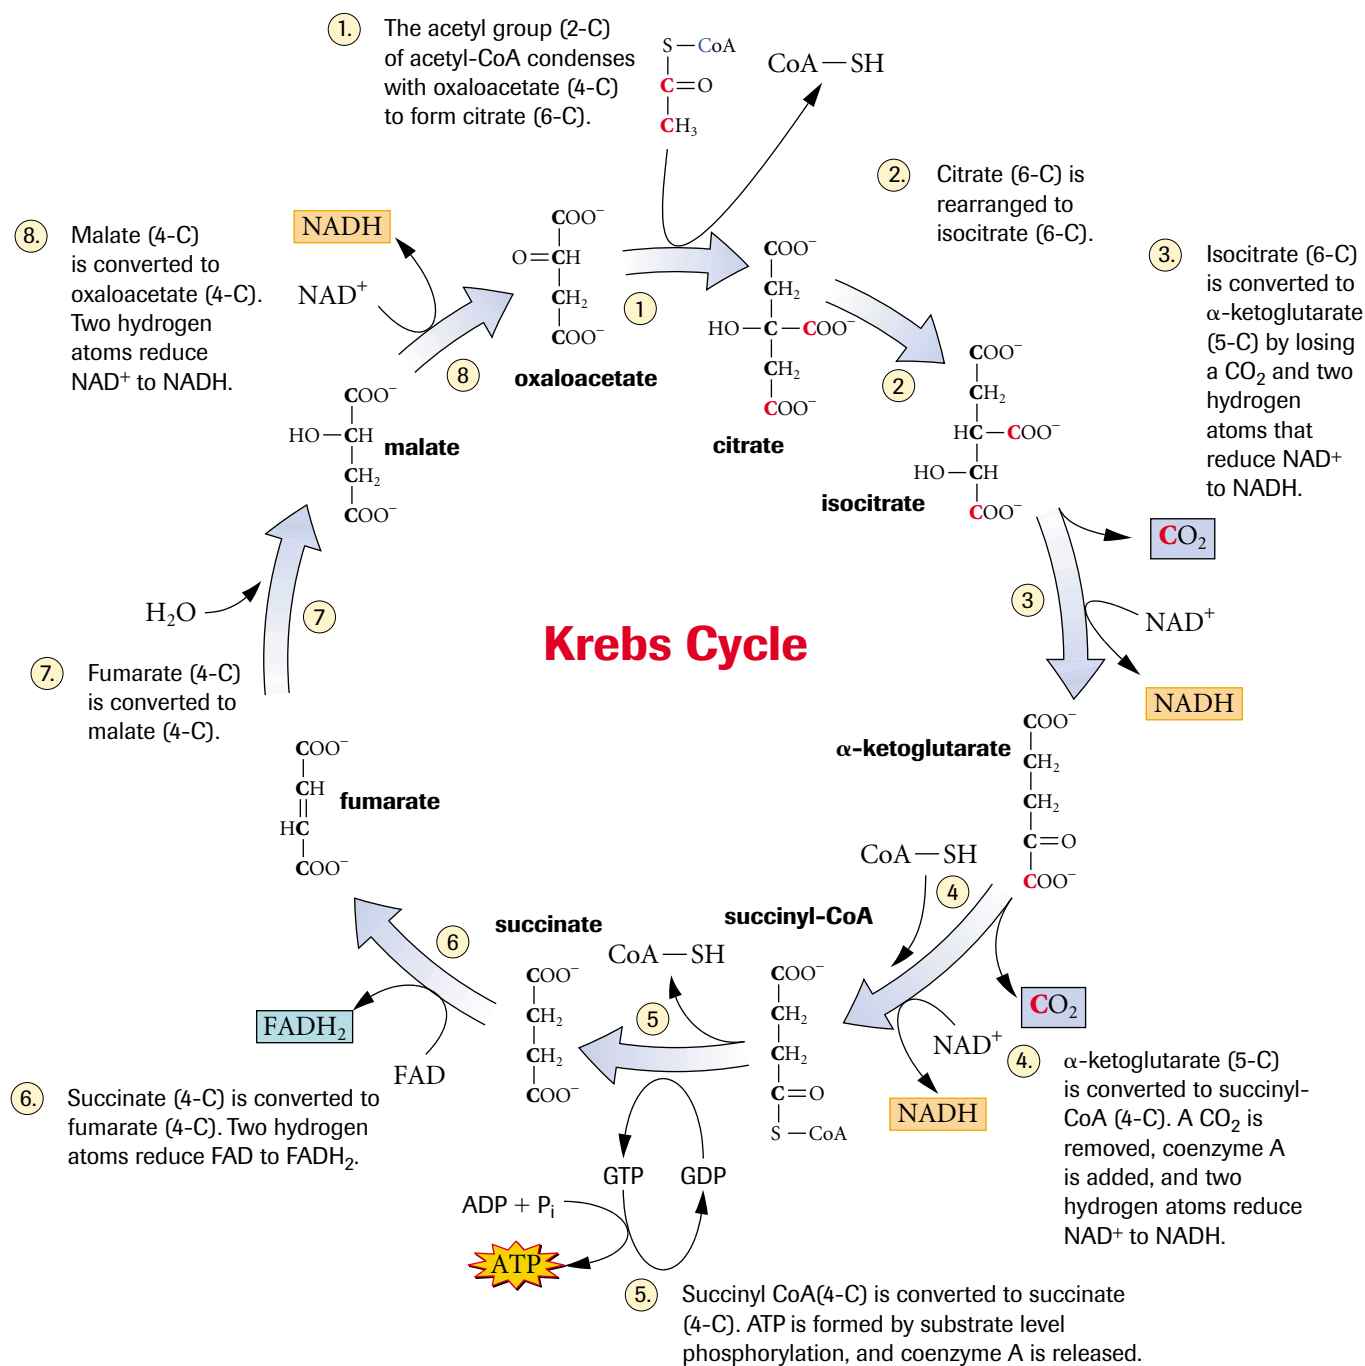 1. The acetyl group (2-C)
of acetyl-CoA condenses
with oxaloacetate (4-C)
to form citrate (6-C).
S—CoA
C=O
CH₃
CoA—SH
2. Citrate (6-C) is
rearranged to
isocitrate (6-C).
3. Isocitrate (6-C)
is converted to
α-ketoglutarate
(5-C) by losing
a CO₂ and two
hydrogen
atoms that
reduce NAD⁺
to NADH.
8. Malate (4-C)
is converted to
oxaloacetate (4-C).
Two hydrogen
atoms reduce
NAD⁺ to NADH.
NADH
NAD⁺
8
COO⁻
O=CH
CH₂
COO⁻
oxaloacetate
1
COO⁻
CH₂
HO—C—COO⁻
CH₂
COO⁻
citrate
2
COO⁻
CH₂
HC—COO⁻
HO—CH
COO⁻
isocitrate
CO₂
3
NAD⁺
NADH
COO⁻
HO—CH
CH₂
COO⁻
malate
H₂O
7
Krebs Cycle
7. Fumarate (4-C)
is converted to
malate (4-C).
COO⁻
CH
HC
COO⁻
fumarate
α-ketoglutarate
COO⁻
CH₂
CH₂
C=O
COO⁻
CoA—SH
4
CO₂
NAD⁺
NADH
succinyl-CoA
COO⁻
CH₂
CH₂
C=O
S—CoA
4. α-ketoglutarate (5-C)
is converted to succinyl-
CoA (4-C). A CO₂ is
removed, coenzyme A
is added, and two
hydrogen atoms reduce
NAD⁺ to NADH.
succinate
COO⁻
CH₂
CH₂
COO⁻
CoA—SH
5
6
FADH₂
FAD
6. Succinate (4-C) is converted to
fumarate (4-C). Two hydrogen
atoms reduce FAD to FADH₂.
GTP
GDP
ADP + Pᵢ
ATP
5. Succinyl CoA(4-C) is converted to succinate
(4-C). ATP is formed by substrate level
phosphorylation, and coenzyme A is released.